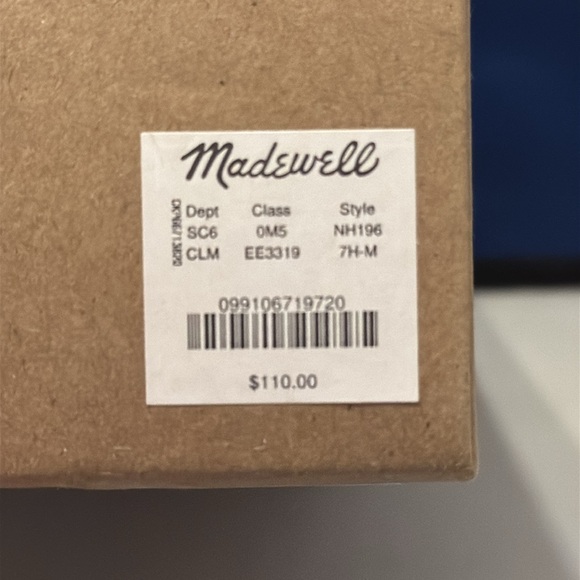 Madewell
Dept Class Style
SC6 0M5 NH196
CLM EE3319 7H-M
099106719720
$110.00